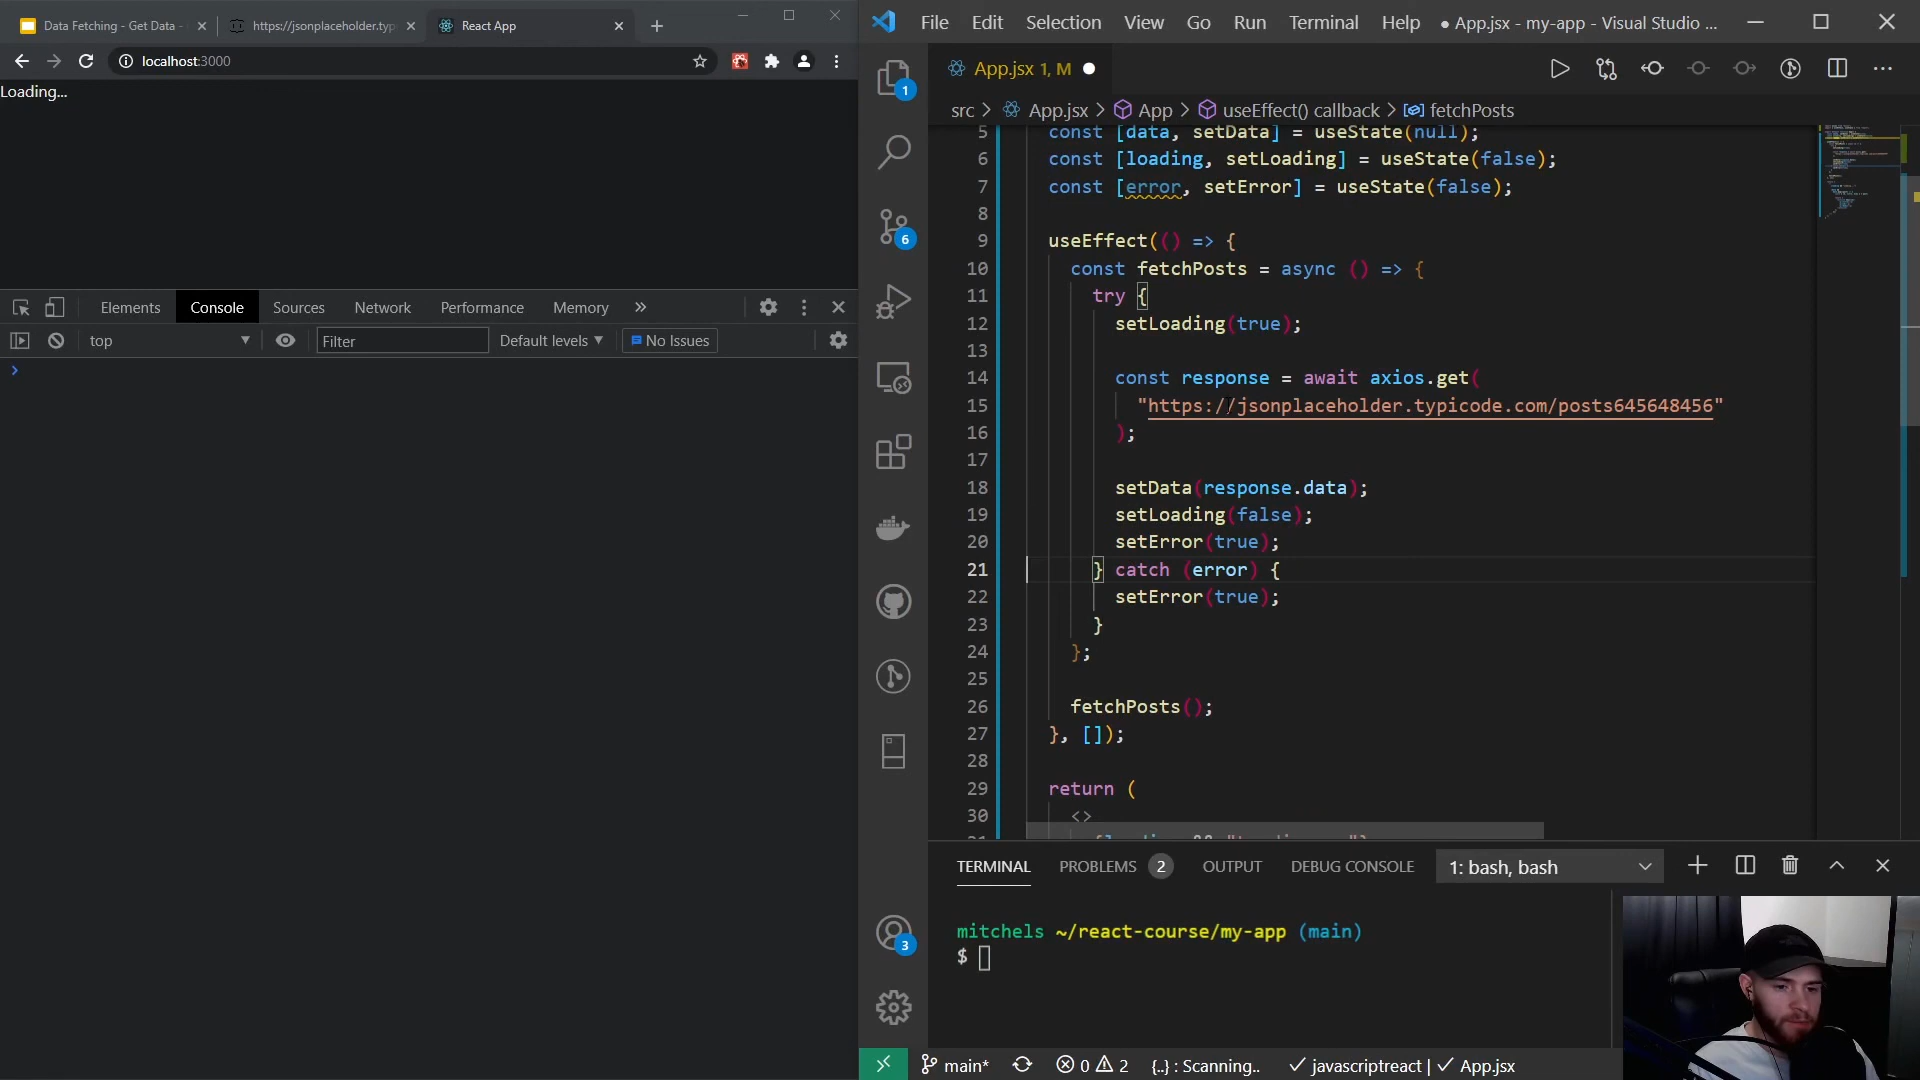 Data Fetching - Get Data -
https://jsonplaceholder.typ
React App
localhost:3000
Loading...
Elements
Console
Sources
Network
Performance
Memory
top
Filter
Default levels
No Issues
File Edit Selection View Go Run Terminal Help
● App.jsx - my-app - Visual Studio ...
App.jsx 1, M
src > App.jsx > App > useEffect() callback > fetchPosts
5 const [data, setData] = useState(null);
6 const [loading, setLoading] = useState(false);
7 const [error, setError] = useState(false);
8
9 useEffect(() => {
10 const fetchPosts = async () => {
11 try {
12 setLoading(true);
13
14 const response = await axios.get(
15 "https://jsonplaceholder.typicode.com/posts645648456"
16 );
17
18 setData(response.data);
19 setLoading(false);
20 setError(true);
21 } catch (error) {
22 setError(true);
23 }
24 };
25
26 fetchPosts();
27 }, []);
28
29 return (
30 <>
1
6
3
TERMINAL PROBLEMS 2 OUTPUT DEBUG CONSOLE 1: bash, bash
mitchels ~/react-course/my-app (main)
$
main* 0 2 {..} : Scanning.. ✓ javascriptreact | ✓ App.jsx